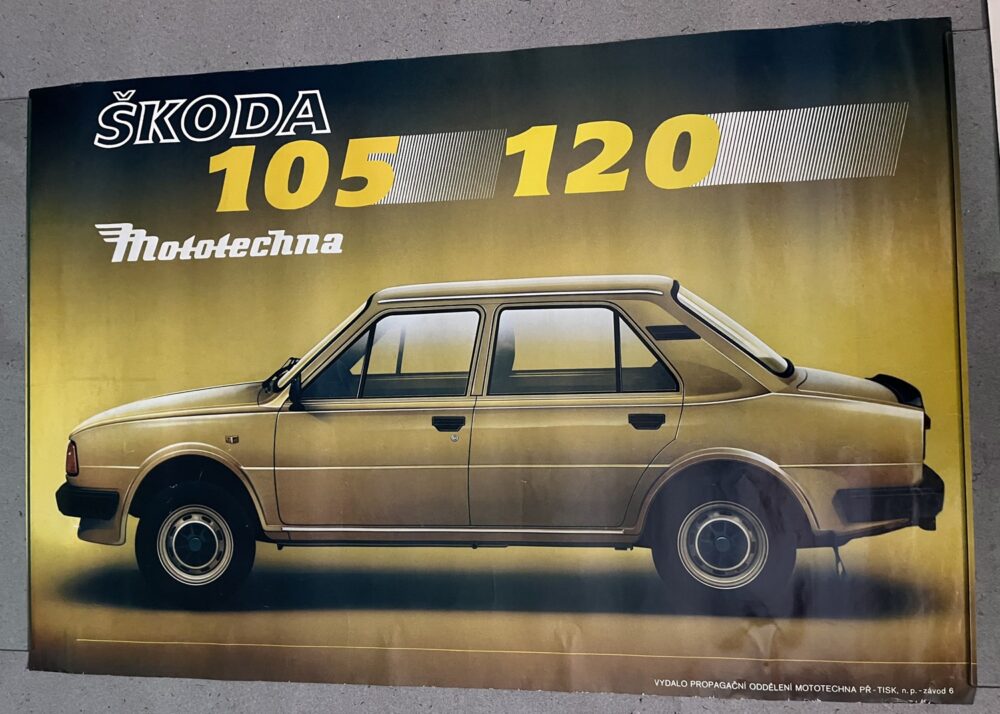 ŠKODA
105 120
Mototechna
VYDALO PROPAGAČNÍ ODDĚLENÍ MOTOTECHNA PŘ - TISK, n. p. - závod 6